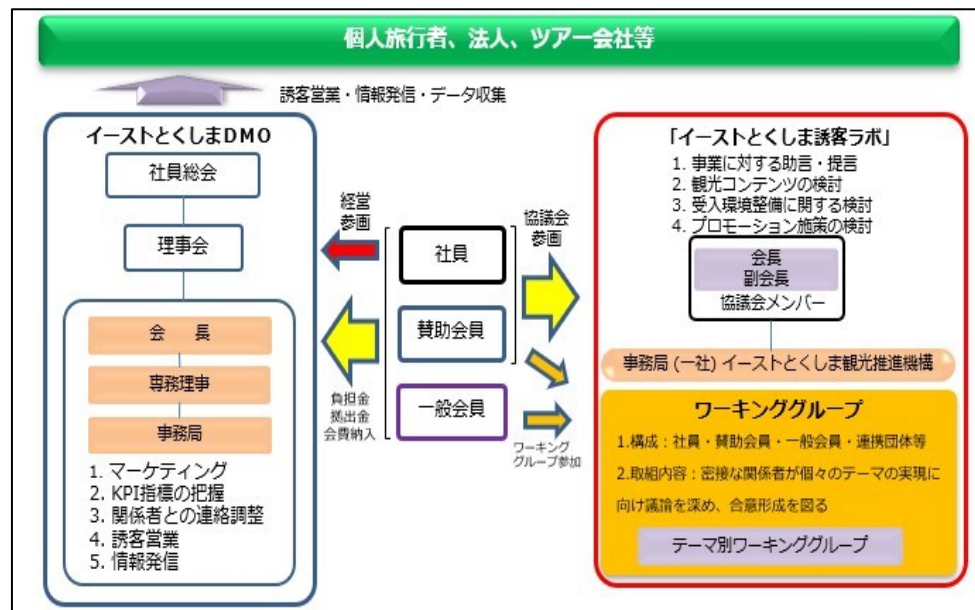 個人旅行者、法人、ツアー会社等
誘客営業・情報発信・データ収集
イーストとくしまDMO
社員総会
理事会
会　長
専務理事
事務局
1. マーケティング
2. KPI指標の把握
3. 関係者との連絡調整
4. 誘客営業
5. 情報発信
経営
参画
協議会
参画
社員
賛助会員
一般会員
負担金
拠出金
会費納入
ワーキング
グループ参加
「イーストとくしま誘客ラボ」
1. 事業に対する助言・提言
2. 観光コンテンツの検討
3. 受入環境整備に関する検討
4. プロモーション施策の検討
会長
副会長
協議会メンバー
事務局 (一社) イーストとくしま観光推進機構
ワーキンググループ
1.構成：社員・賛助会員・一般会員・連携団体等
2.取組内容：密接な関係者が個々のテーマの実現に
向け議論を深め、合意形成を図る
テーマ別ワーキンググループ